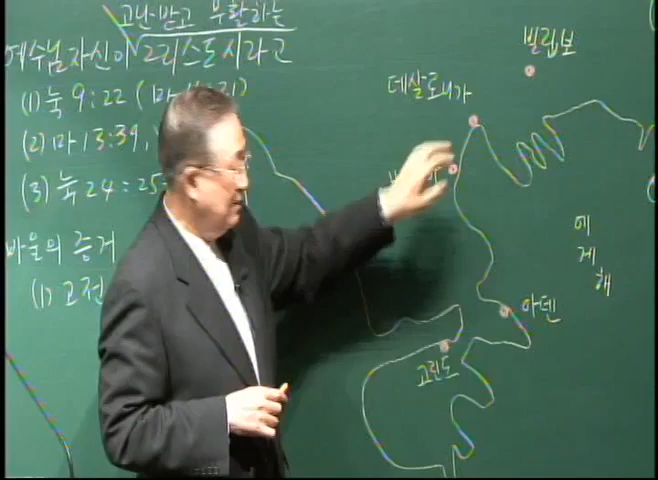 고난받고 부활하는
예수님 자신이 그리스도시라고
(1) 눅 9:22 (마
(2) 마 13:39,
(3) 눅 24:25
바울의 증거
(1) 고전
빌립보
데살로니가
에
게
해
아덴
고린도